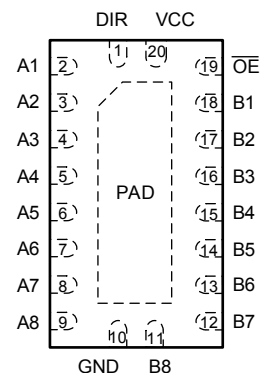 DIR VCC
1 20
A1 2 19 OE
A2 3 18 B1
A3 4 17 B2
A4 5 16 B3
PAD
A5 6 15 B4
A6 7 14 B5
A7 8 13 B6
A8 9 12 B7
10 11
GND B8